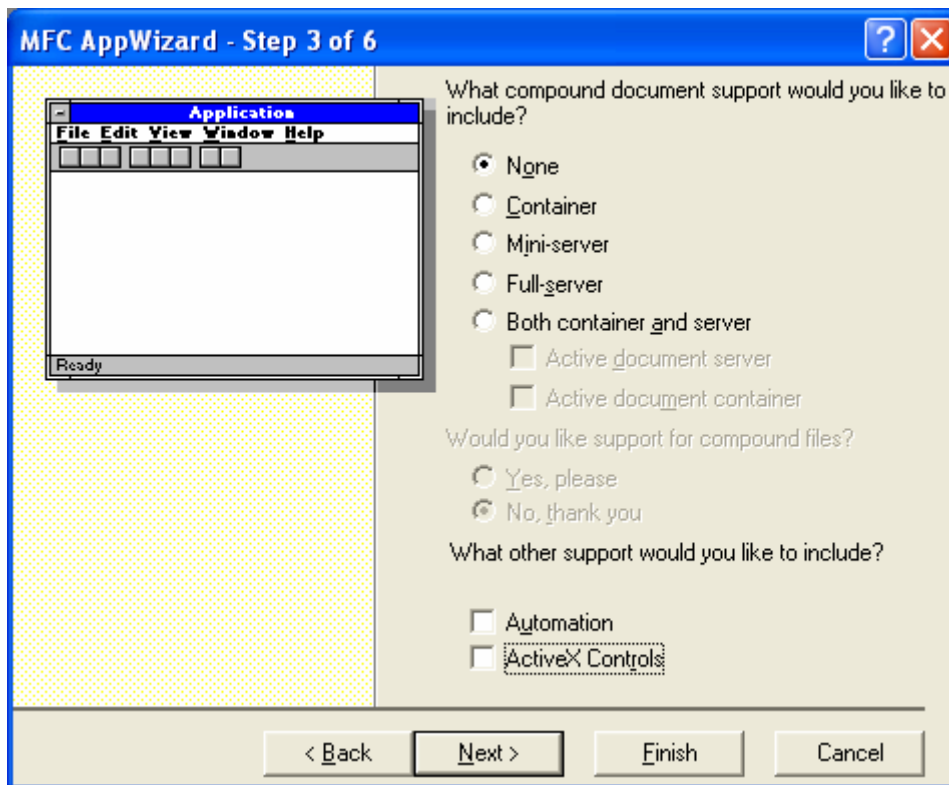 MFC AppWizard - Step 3 of 6
Application
File Edit View Window Help
Ready
What compound document support would you like to
include?
None
Container
Mini-server
Full-server
Both container and server
Active document server
Active document container
Would you like support for compound files?
Yes, please
No, thank you
What other support would you like to include?
Automation
ActiveX Controls
< Back Next > Finish Cancel